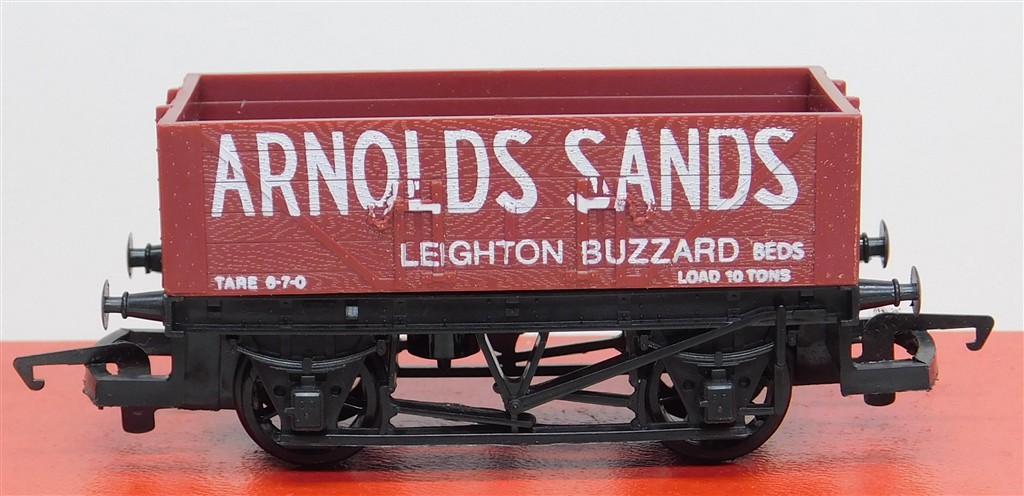 ARNOLDS SANDS
LEIGHTON BUZZARD BEDS
TARE 6-7-0 LOAD 10 TONS